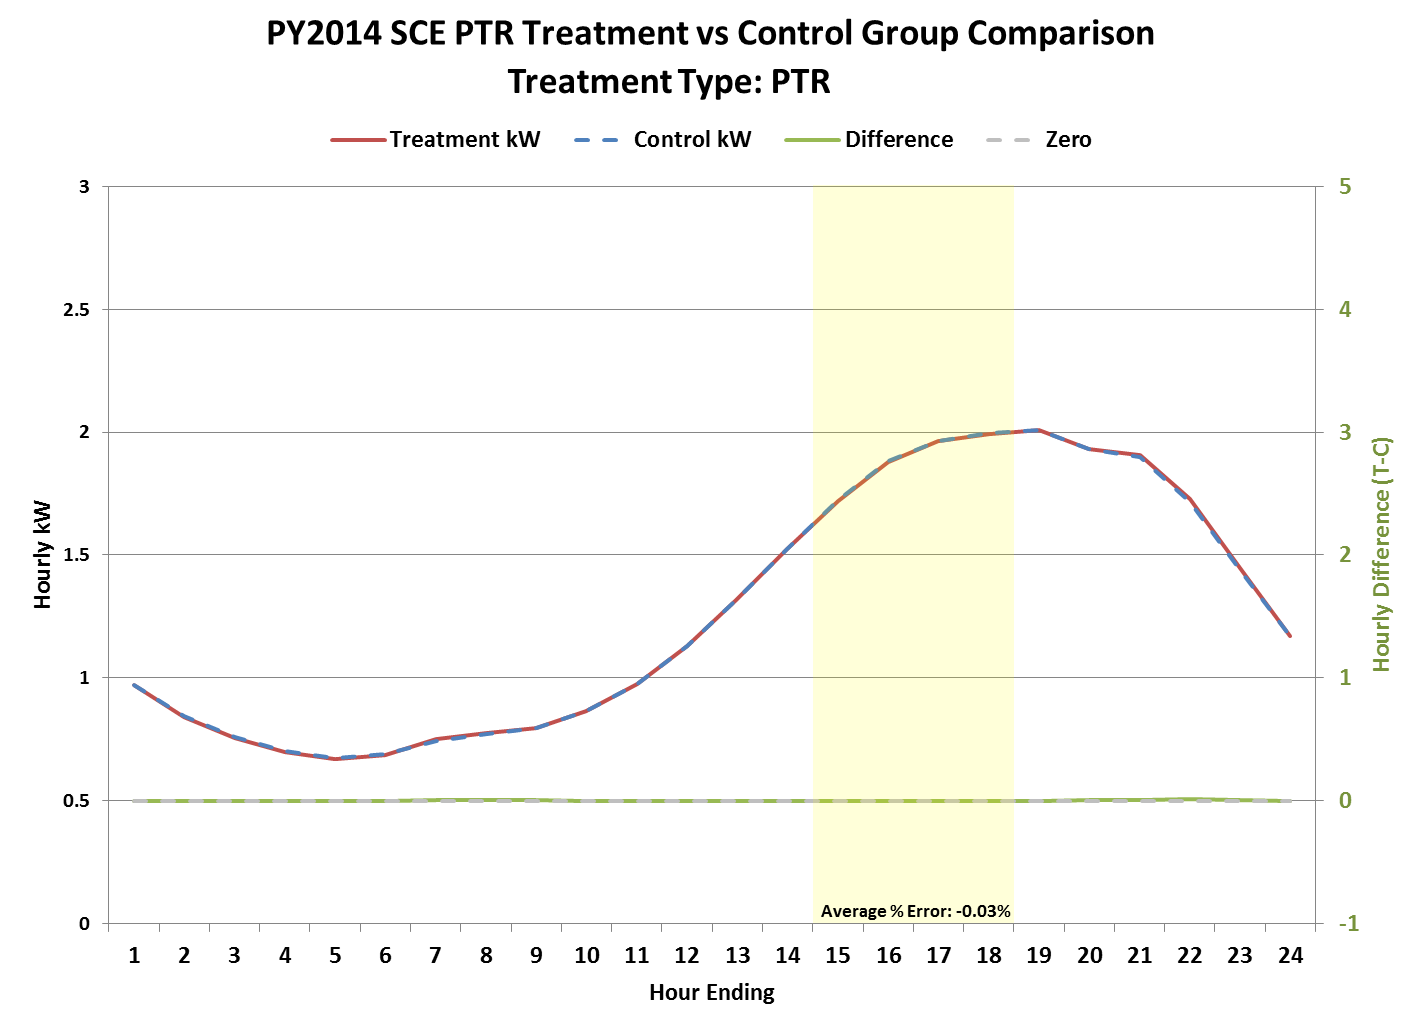 PY2014 SCE PTR Treatment vs Control Group Comparison
Treatment Type: PTR
Treatment kW Control kW Difference Zero
3 5
2.5 4
2 3
1.5 2
1 1
0.5 0
0 -1
Hourly kW
Hourly Difference (T-C)
Average % Error: -0.03%
1 2 3 4 5 6 7 8 9 10 11 12 13 14 15 16 17 18 19 20 21 22 23 24
Hour Ending